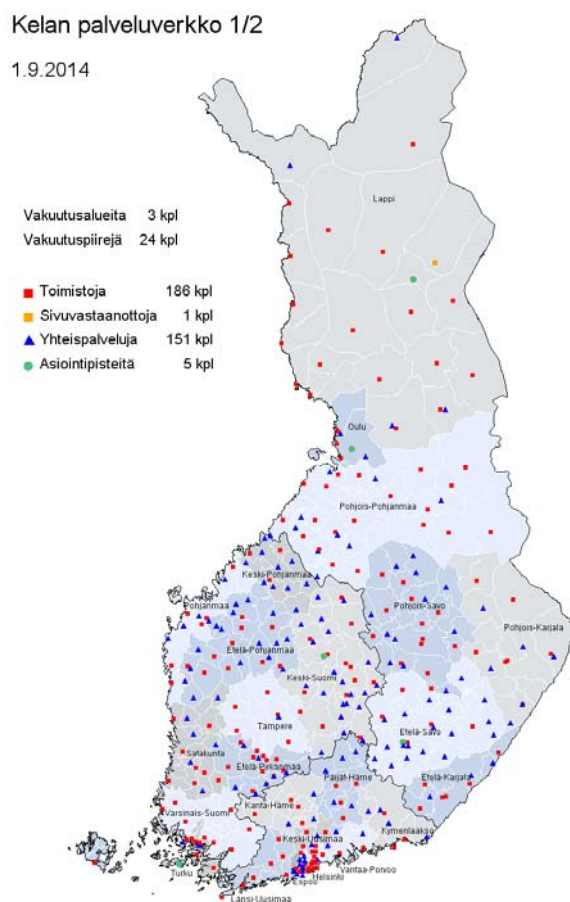 Kelan palveluverkko 1/2
1.9.2014
Vakuutusalueita 3 kpl
Vakuutuspiirejä 24 kpl
Toimistoja 186 kpl
Sivuvastaanottoja 1 kpl
Yhteispalveluja 151 kpl
Asiointipisteitä 5 kpl
Lappi
Oulu
Pohjois-Pohjanmaa
Keski-Pohjanmaa
Pohjanmaa
Pohjois-Savo
Pohjois-Karjala
Etelä-Pohjanmaa
Keski-Suomi
Tampere
Etelä-Savo
Satakunta
Etelä-Pirkanmaa
Päijät-Häme
Etelä-Karjala
Kanta-Häme
Varsinais-Suomi
Keski-Uusimaa
Kymenlaakso
Vantaa-Porvoo
Helsinki
Espoo
Turku
Länsi-Uusimaa